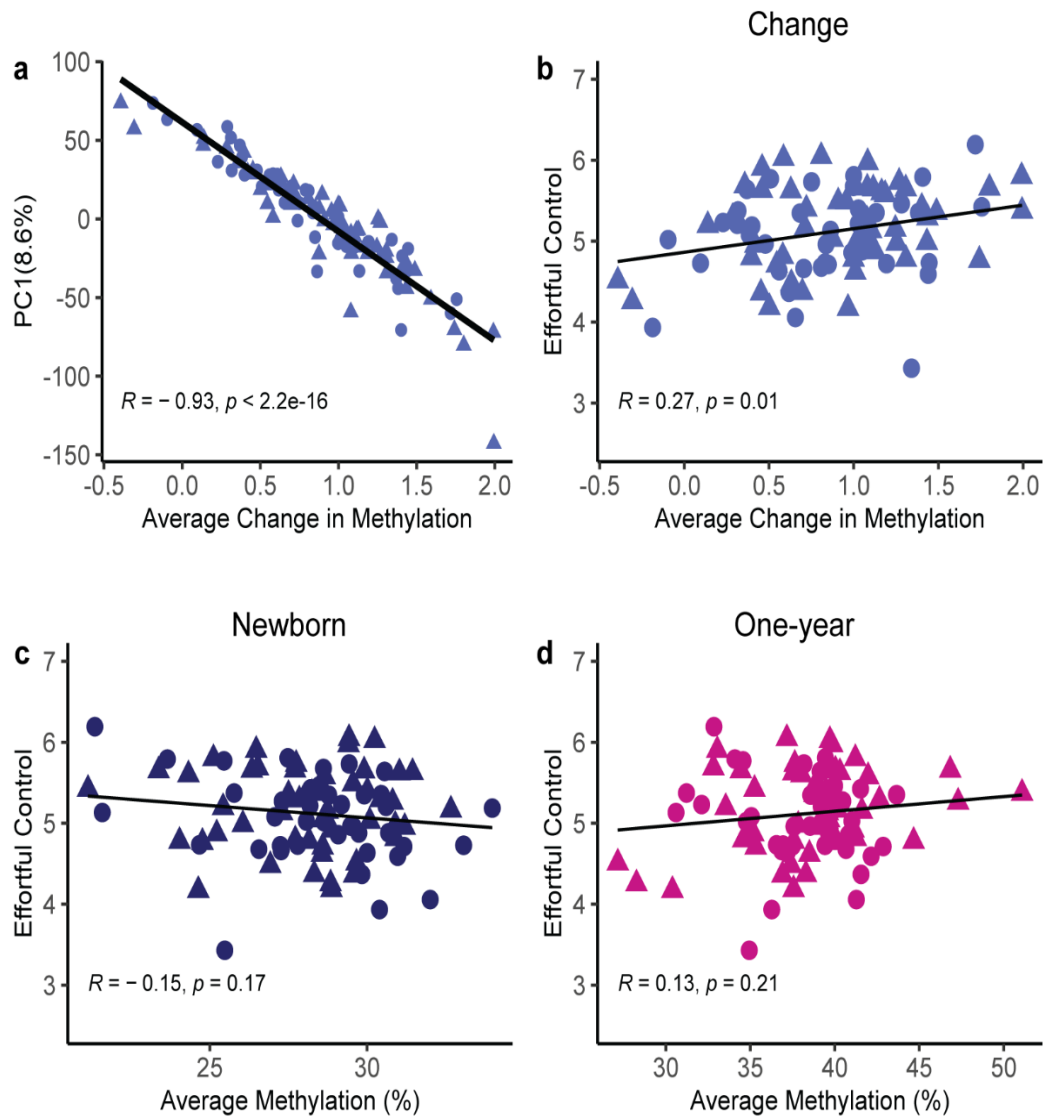 Change
a
b
100
50
0
-50
-100
-150
PC1(8.6%)
R = − 0.93, p < 2.2e-16
-0.5 0.0 0.5 1.0 1.5 2.0
Average Change in Methylation
7
6
5
4
3
Effortful Control
R = 0.27, p = 0.01
-0.5 0.0 0.5 1.0 1.5 2.0
Average Change in Methylation
Newborn
c
7
6
5
4
3
Effortful Control
R = − 0.15, p = 0.17
25 30
Average Methylation (%)
One-year
d
7
6
5
4
3
Effortful Control
R = 0.13, p = 0.21
30 35 40 45 50
Average Methylation (%)